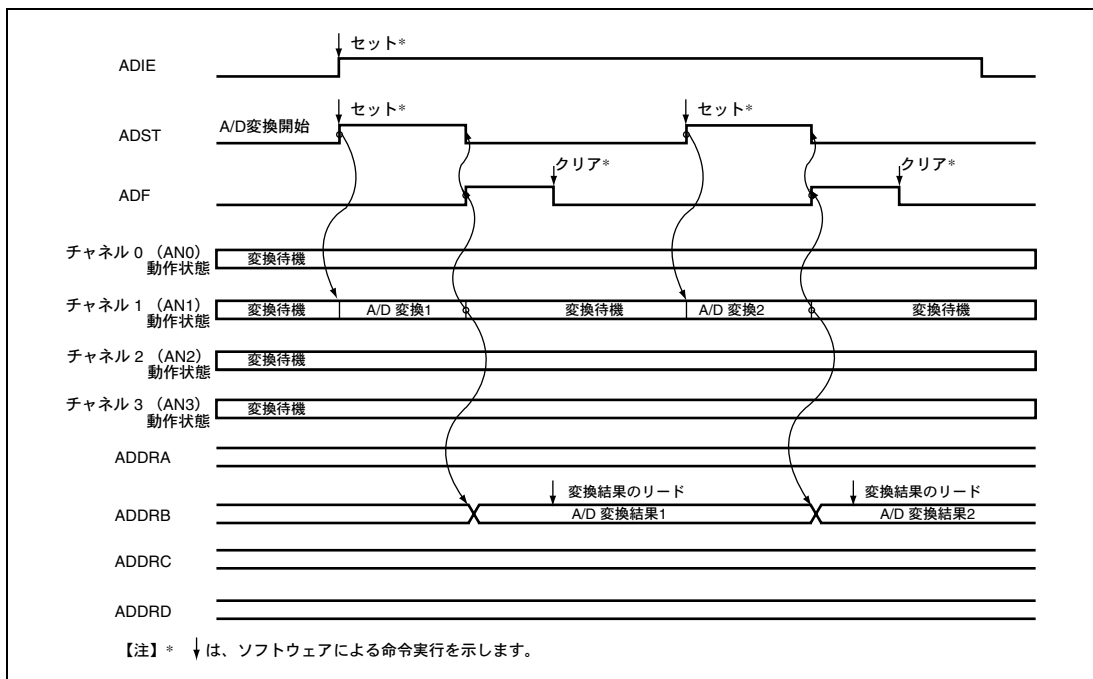 セット*
ADIE
セット*
A/D変換開始
ADST
クリア*
クリア*
ADF
チャネル 0 (AN0)
動作状態
変換待機
チャネル 1 (AN1)
動作状態
変換待機
A/D 変換1
変換待機
A/D 変換2
変換待機
セット*
チャネル 2 (AN2)
動作状態
変換待機
チャネル 3 (AN3)
動作状態
変換待機
ADDRA
変換結果のリード
変換結果のリード
ADDRB
A/D 変換結果1
A/D 変換結果2
ADDRC
ADDRD
【注】* ↓は、ソフトウェアによる命令実行を示します。